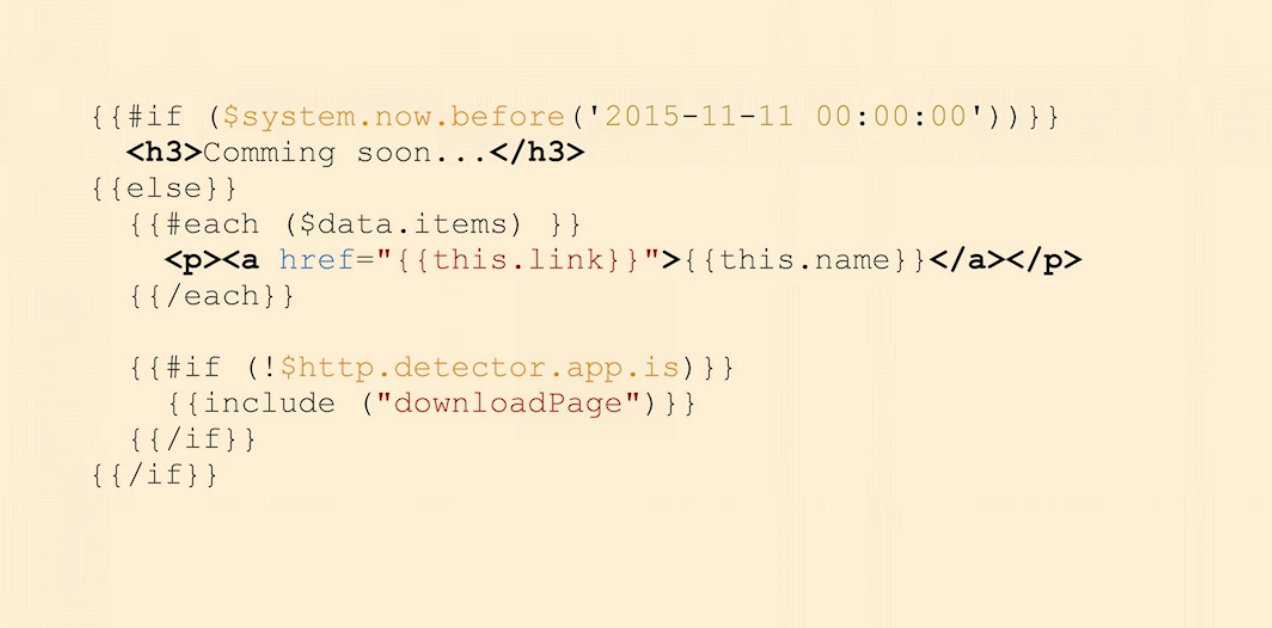 {{#if ($system.now.before('2015-11-11 00:00:00'))}}
<h3>Comming soon...</h3>
{{else}}
{{#each ($data.items) }}
<p><a href="{{this.link}}">{{this.name}}</a></p>
{{/each}}
{{#if (!$http.detector.app.is)}}
{{include ("downloadPage")}}
{{/if}}
{{/if}}